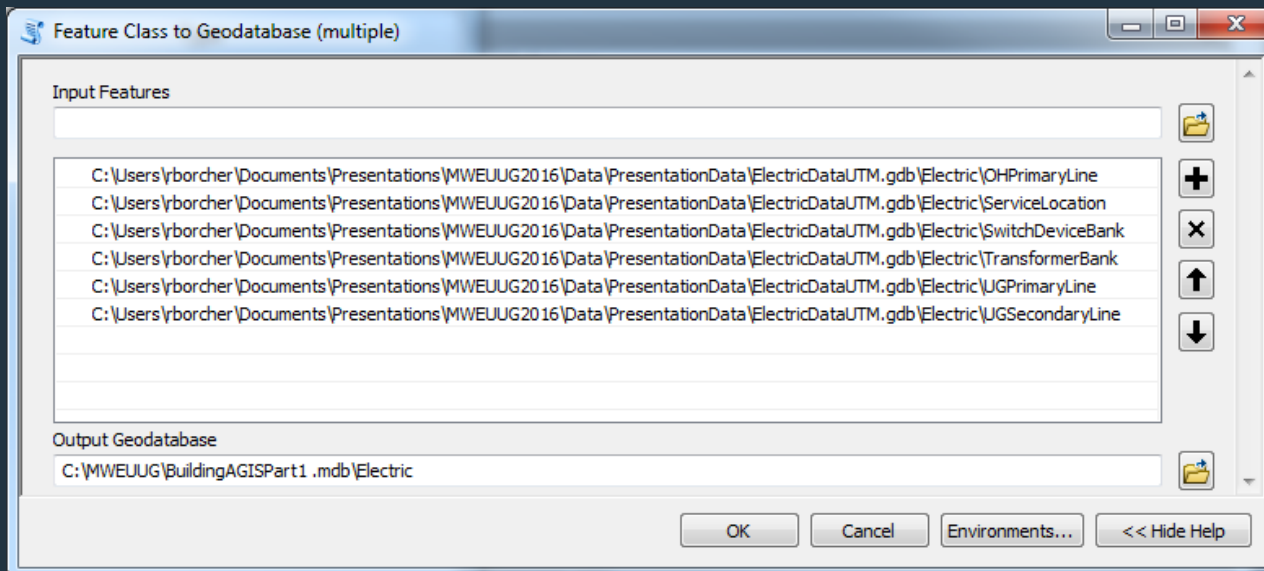 Feature Class to Geodatabase (multiple)
Input Features
C:\Users\rborcher\Documents\Presentations\MWEUUG2016\Data\PresentationData\ElectricDataUTM.gdb\Electric\OHPrimaryLine
C:\Users\rborcher\Documents\Presentations\MWEUUG2016\Data\PresentationData\ElectricDataUTM.gdb\Electric\ServiceLocation
C:\Users\rborcher\Documents\Presentations\MWEUUG2016\Data\PresentationData\ElectricDataUTM.gdb\Electric\SwitchDeviceBank
C:\Users\rborcher\Documents\Presentations\MWEUUG2016\Data\PresentationData\ElectricDataUTM.gdb\Electric\TransformerBank
C:\Users\rborcher\Documents\Presentations\MWEUUG2016\Data\PresentationData\ElectricDataUTM.gdb\Electric\UGPrimaryLine
C:\Users\rborcher\Documents\Presentations\MWEUUG2016\Data\PresentationData\ElectricDataUTM.gdb\Electric\UGSecondaryLine
Output Geodatabase
C:\MWEUUG\BuildingAGISPart1 .mdb\Electric
OK Cancel Environments... << Hide Help